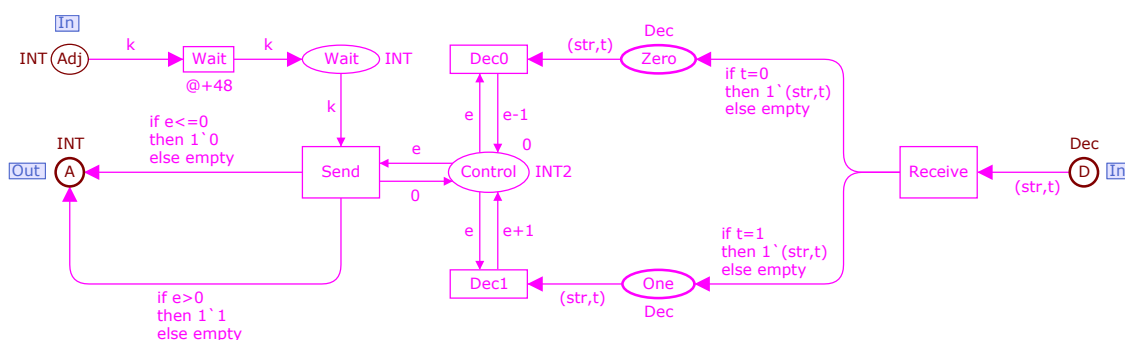 In
INT
Adj
k
Wait
@+48
k
Wait
INT
k
if e<=0
then 1`0
else empty
INT
Out
A
Send
e
0
if e>0
then 1`1
else empty
Dec0
e
e-1
0
Control
INT2
e
e+1
Dec1
(str,t)
Dec
Zero
if t=0
then 1`(str,t)
else empty
Receive
Dec
D
In
(str,t)
if t=1
then 1`(str,t)
else empty
(str,t)
One
Dec